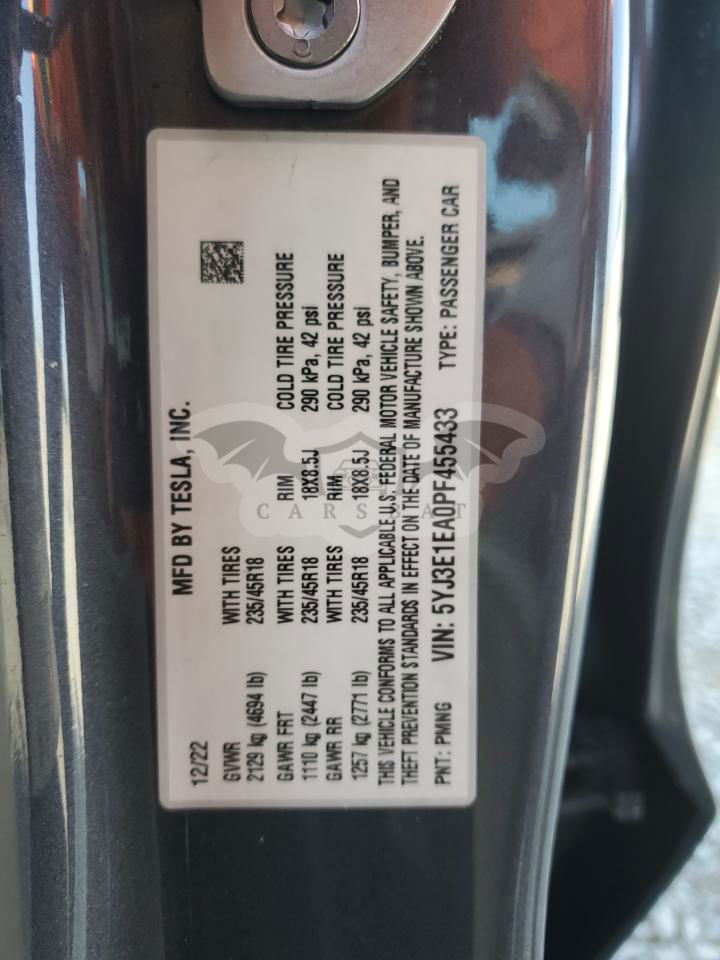 MFD BY TESLA, INC.
12/22
GVWR WITH TIRES
2129 kg (4694 lb) 235/45R18
GAWR FRT WITH TIRES RIM COLD TIRE PRESSURE
1110 kg (2447 lb) 235/45R18 18X8.5J 290 kPa, 42 psi
GAWR RR WITH TIRES RIM COLD TIRE PRESSURE
1257 kg (2771 lb) 235/45R18 18X8.5J 290 kPa, 42 psi
THIS VEHICLE CONFORMS TO ALL APPLICABLE U.S. FEDERAL MOTOR VEHICLE SAFETY, BUMPER, AND
THEFT PREVENTION STANDARDS IN EFFECT ON THE DATE OF MANUFACTURE SHOWN ABOVE.
PNT: PMNG VIN: 5YJ3E1EA0PF455433 TYPE: PASSENGER CAR